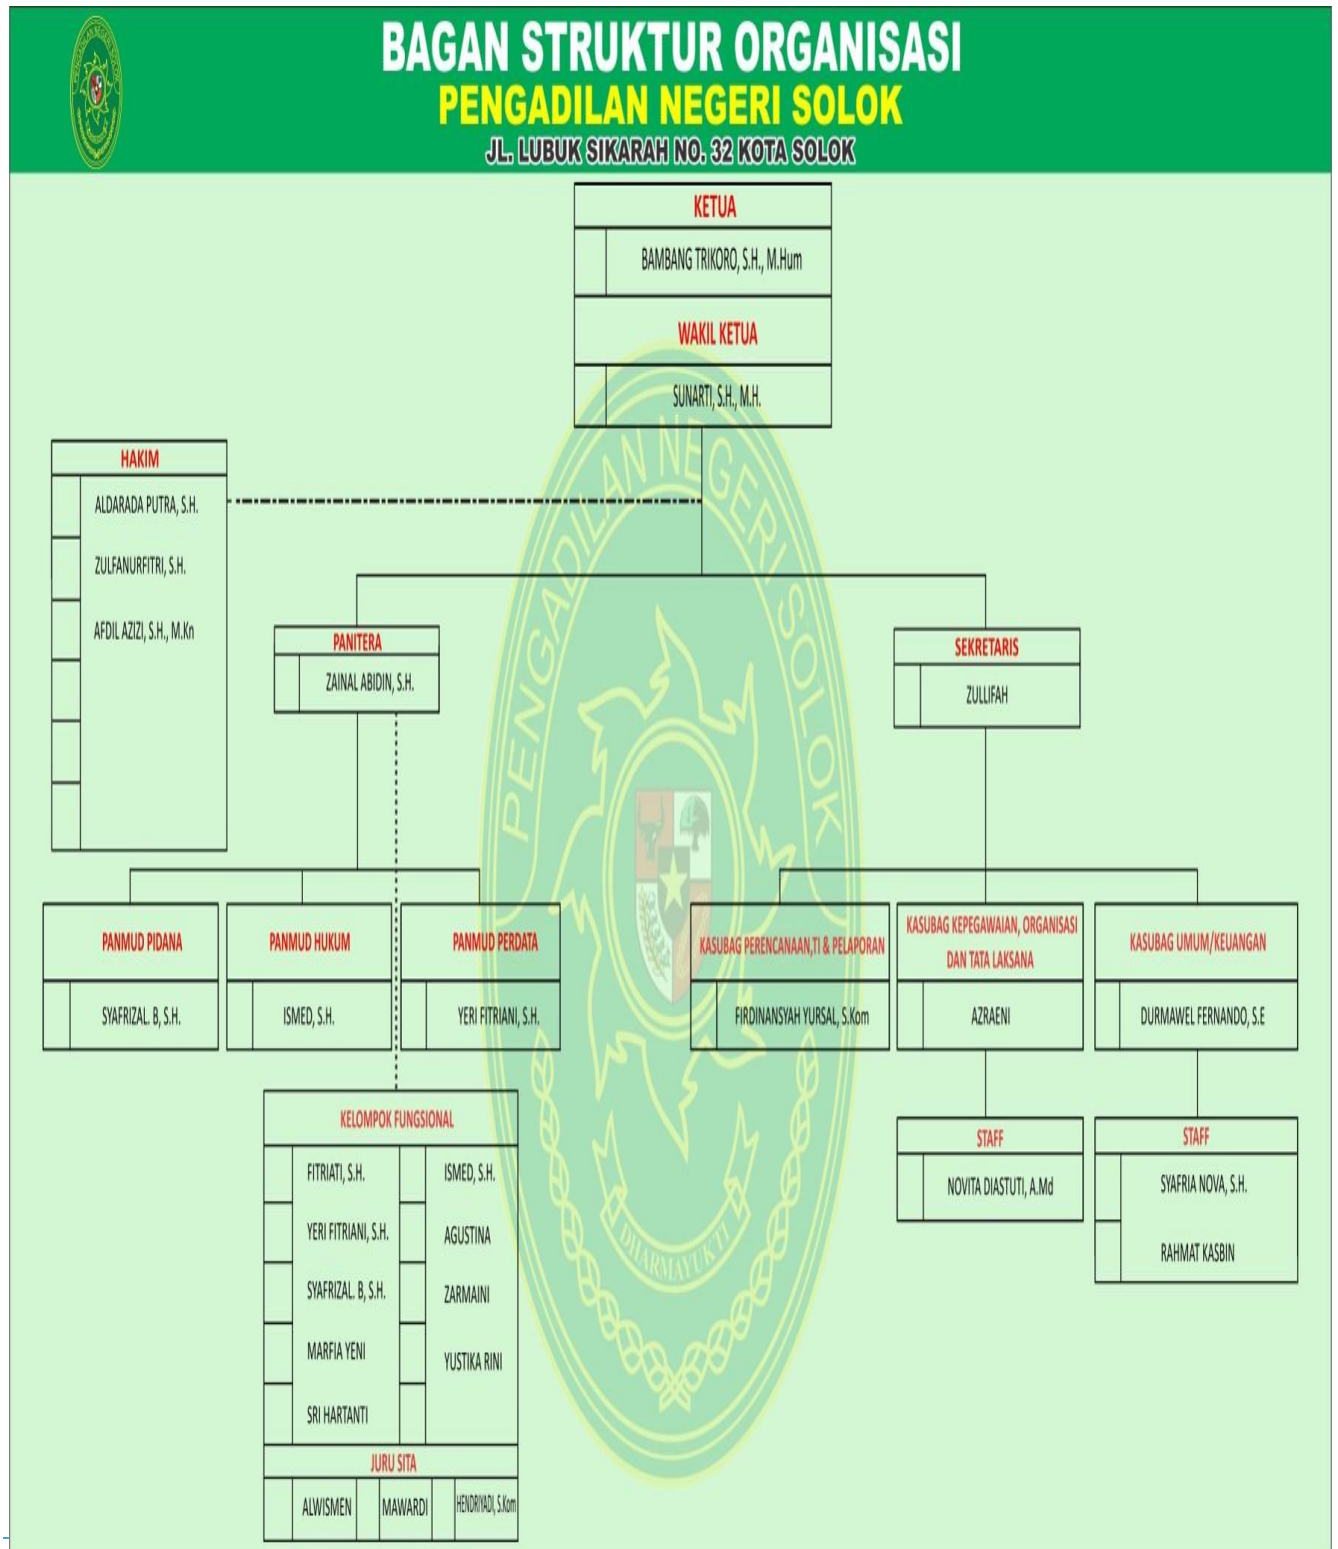 BAGAN STRUKTUR ORGANISASI
PENGADILAN NEGERI SOLOK
JL. LUBUK SIKARAH NO. 32 KOTA SOLOK
KETUA
BAMBANG TRIKORO, S.H., M.Hum
WAKIL KETUA
SUNARTI, S.H., M.H.
HAKIM
ALDARADA PUTRA, S.H.
ZULFANURFITRI, S.H.
AFDIL AZIZI, S.H., M.Kn
PANITERA
ZAINAL ABIDIN, S.H.
SEKRETARIS
ZULLIFAH
PANMUD PIDANA
SYAFRIZAL. B, S.H.
PANMUD HUKUM
ISMED, S.H.
PANMUD PERDATA
YERI FITRIANI, S.H.
KASUBAG PERENCANAAN,TI & PELAPORAN
FIRDINANSYAH YURSAL, S.Kom
KASUBAG KEPEGAWAIAN, ORGANISASI
DAN TATA LAKSANA
AZRAENI
KASUBAG UMUM/KEUANGAN
DURMAWEL FERNANDO, S.E
KELOMPOK FUNGSIONAL
FITRIATI, S.H.
YERI FITRIANI, S.H.
SYAFRIZAL. B, S.H.
MARFIA YENI
SRI HARTANTI
ISMED, S.H.
AGUSTINA
ZARMAINI
YUSTIKA RINI
JURU SITA
ALWISMEN
MAWARDI
HENDRIYADI, S.Kom
STAFF
NOVITA DIASTUTI, A.Md
STAFF
SYAFRIA NOVA, S.H.
RAHMAT KASBIN
PENGADILAN NEGERI SOLOK
DHARMAYUKTI